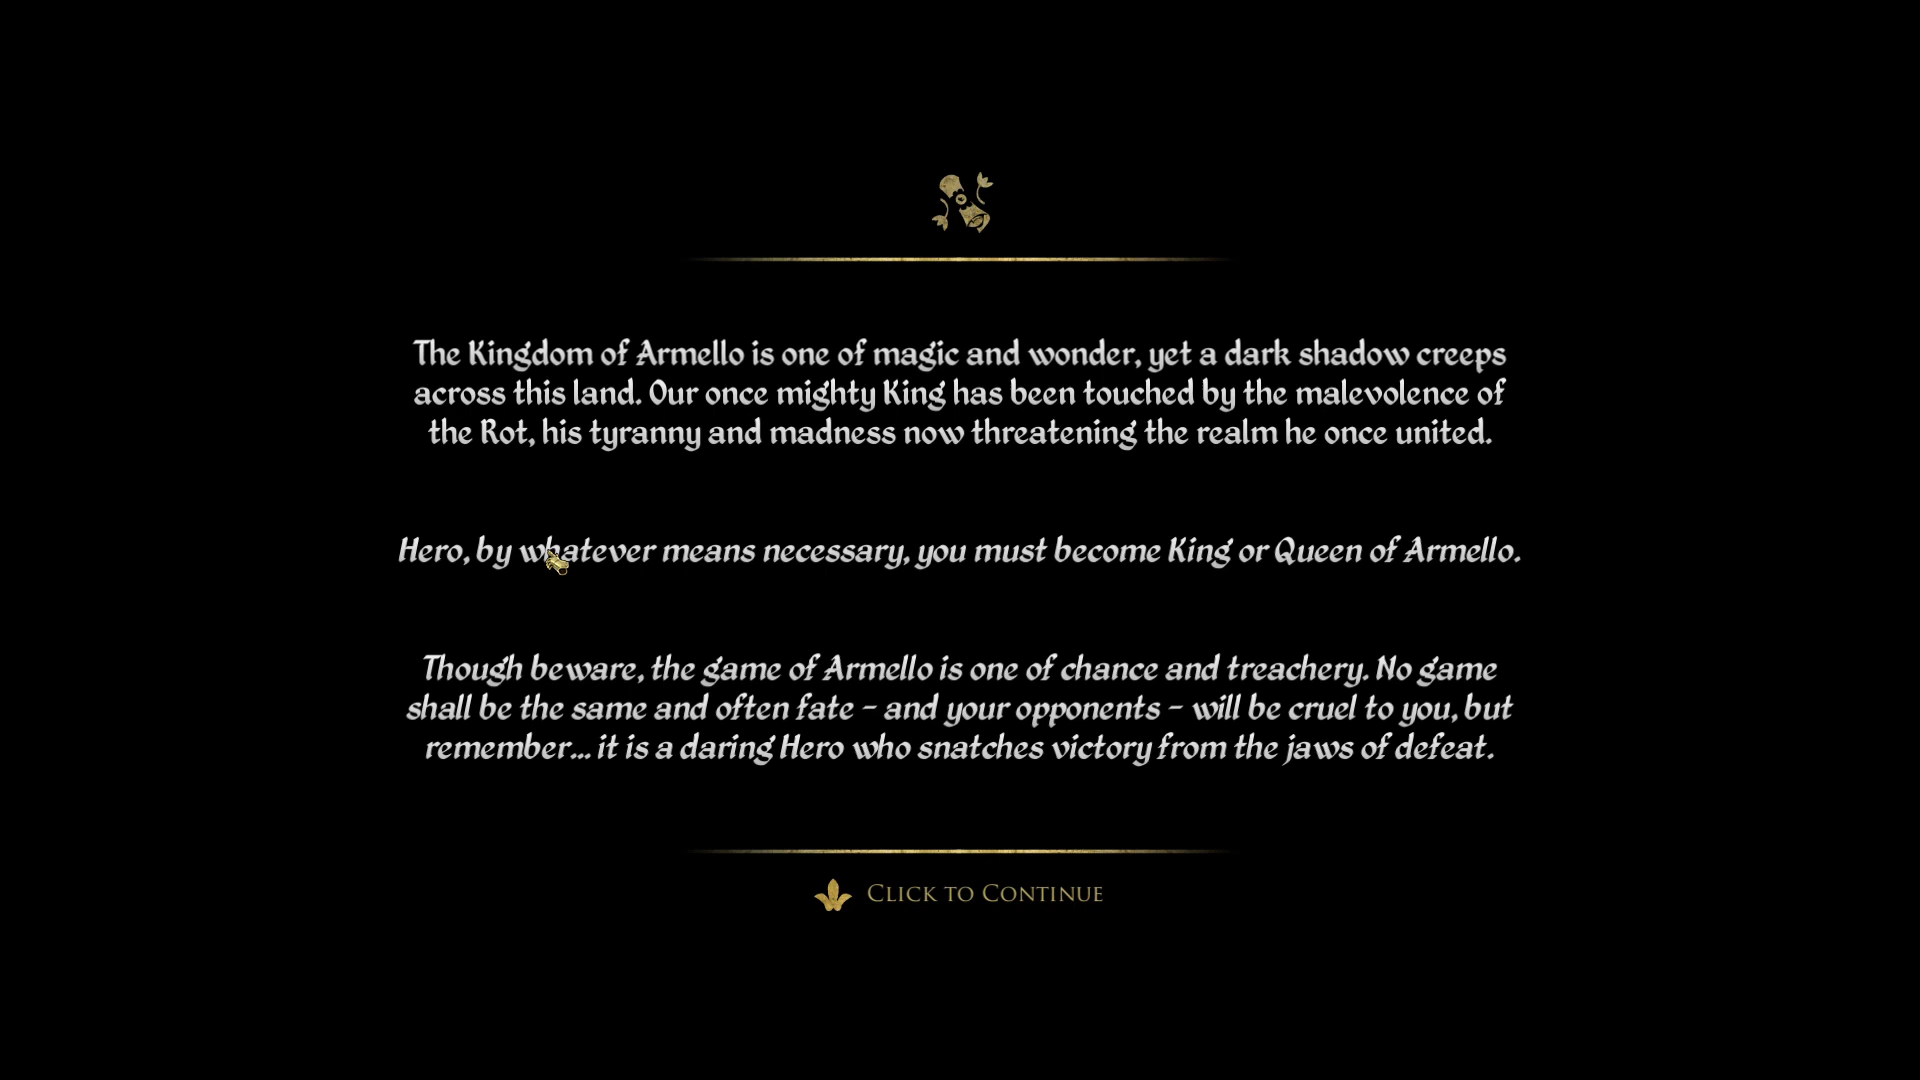 The Kingdom of Armello is one of magic and wonder, yet a dark shadow creeps
across this land. Our once mighty King has been touched by the malevolence of
the Rot, his tyranny and madness now threatening the realm he once united.
Hero, by whatever means necessary, you must become King or Queen of Armello.
Though beware, the game of Armello is one of chance and treachery. No game
shall be the same and often fate - and your opponents - will be cruel to you, but
remember... it is a daring Hero who snatches victory from the jaws of defeat.
Click to Continue